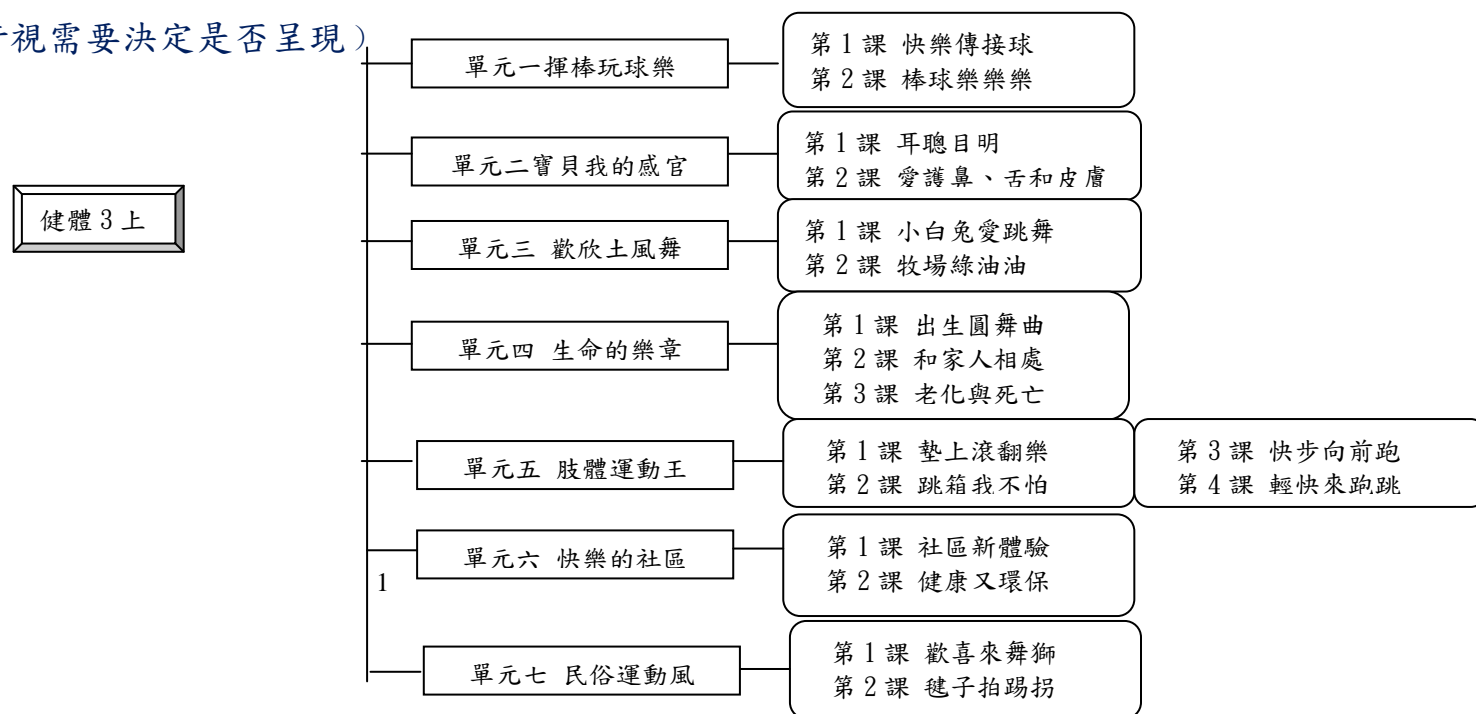 視需要決定是否呈現）
健體3上
單元一揮棒玩球樂
第1課 快樂傳接球
第2課 棒球樂樂樂
單元二寶貝我的感官
第1課 耳聰目明
第2課 愛護鼻、舌和皮膚
單元三 歡欣土風舞
第1課 小白兔愛跳舞
第2課 牧場綠油油
單元四 生命的樂章
第1課 出生圓舞曲
第2課 和家人相處
第3課 老化與死亡
單元五 肢體運動王
第1課 墊上滾翻樂
第2課 跳箱我不怕
第3課 快步向前跑
第4課 輕快來跑跳
單元六 快樂的社區
1
第1課 社區新體驗
第2課 健康又環保
單元七 民俗運動風
第1課 歡喜來舞獅
第2課 毽子拍踢拐